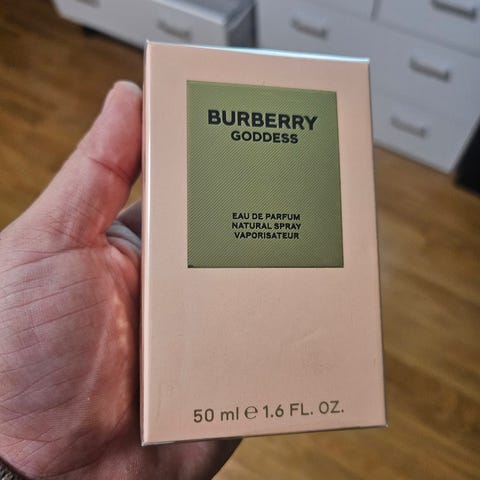 BURBERRY
GODDESS
EAU DE PARFUM
NATURAL SPRAY
VAPORISATEUR
50 ml ℮ 1.6 FL. OZ.